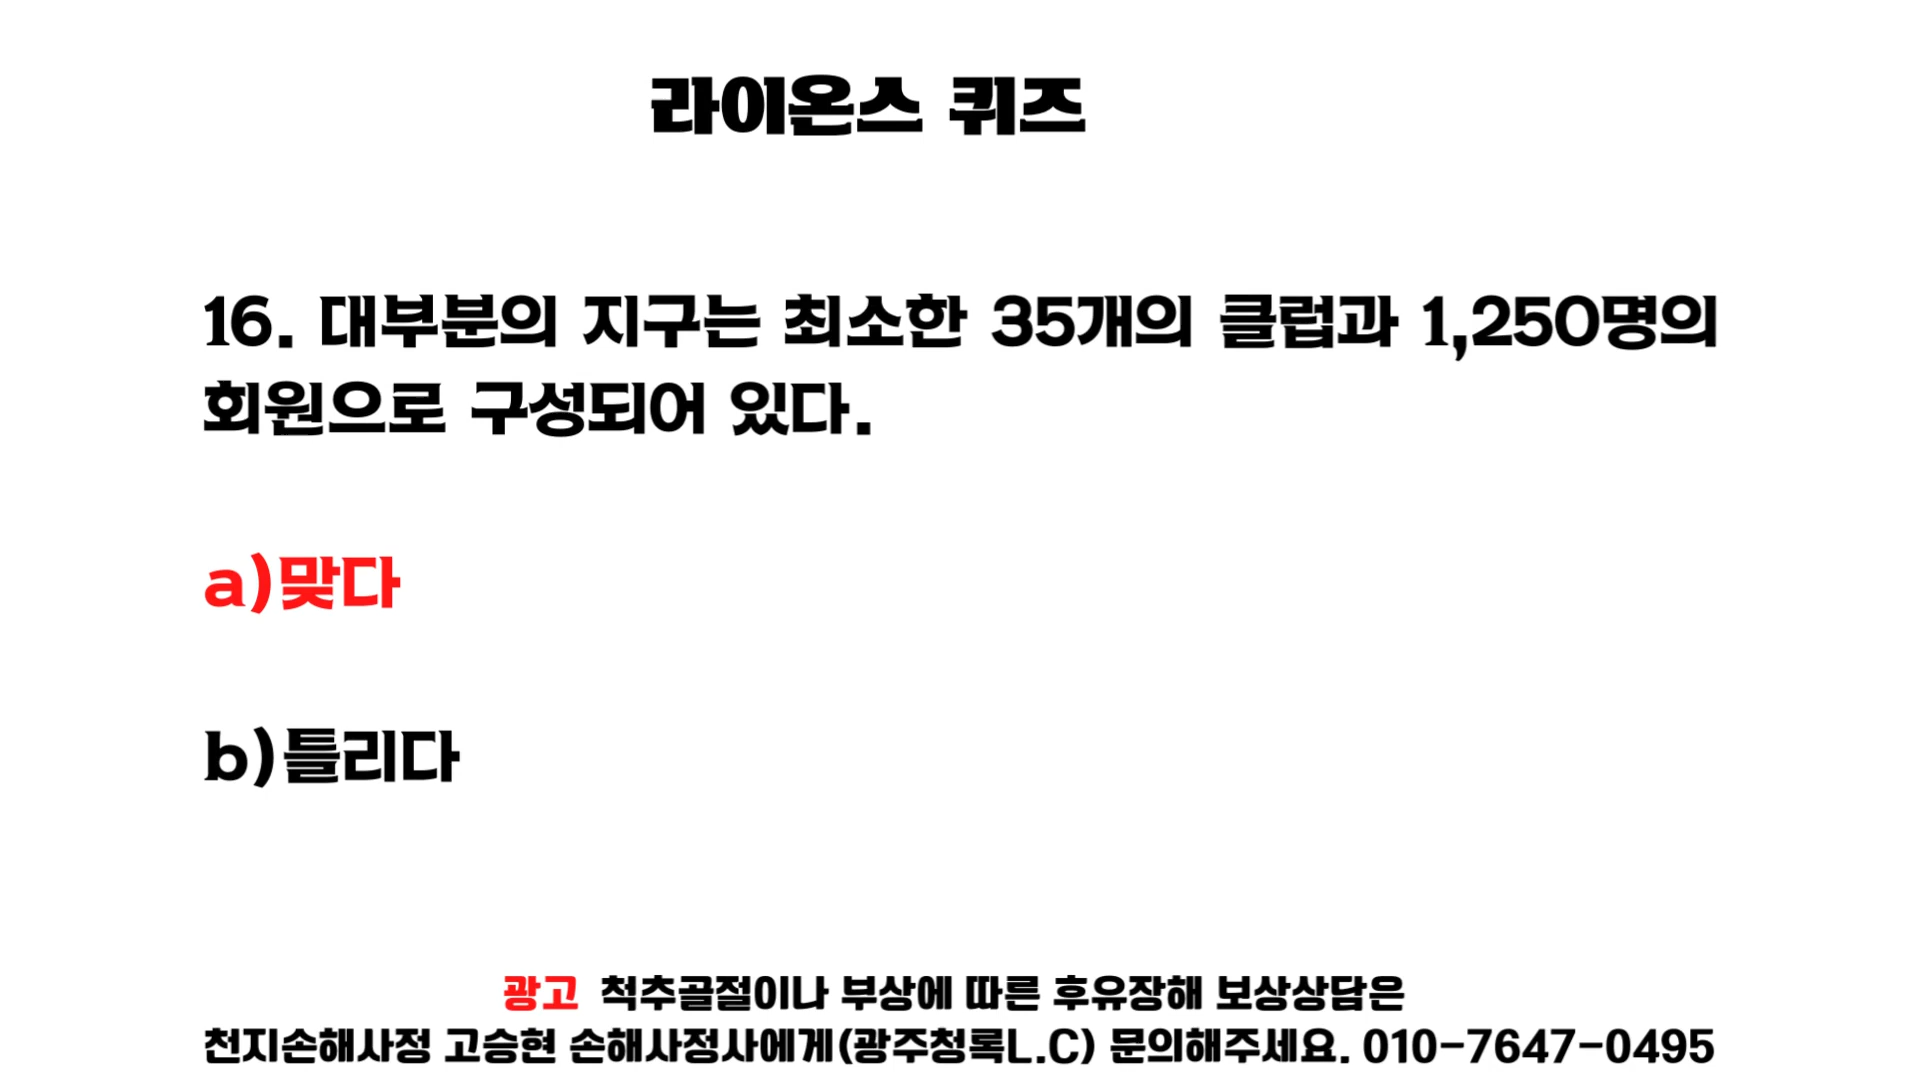 라이온스 퀴즈
16. 대부분의 지구는 최소한 35개의 클럽과 1,250명의
회원으로 구성되어 있다.
a)맞다
b)틀리다
광고 척추골절이나 부상에 따른 후유장해 보상상담은
천지손해사정 고승현 손해사정사에게(광주청록L.C) 문의해주세요. 010-7647-0495